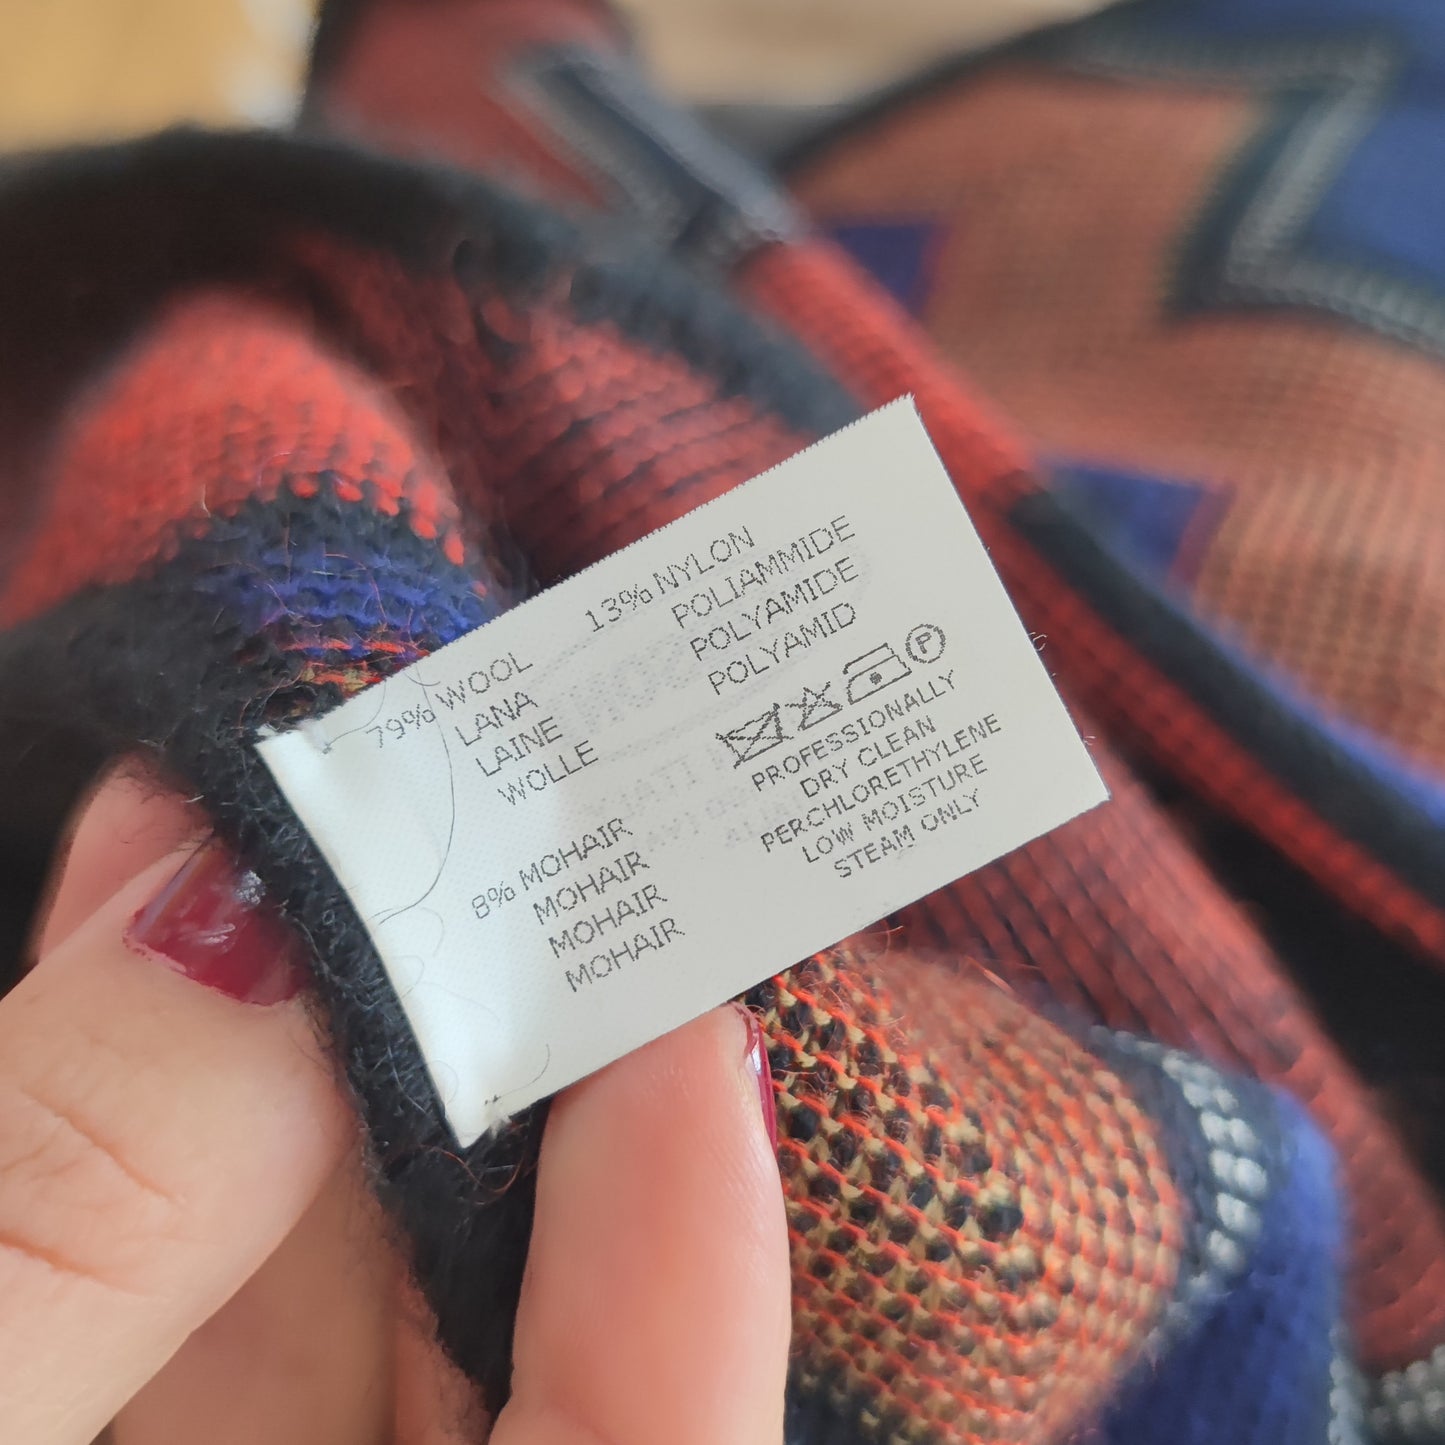 79% WOOL
LANA
LAINE
WOLLE
8% MOHAIR
MOHAIR
MOHAIR
MOHAIR
13% NYLON
POLIAMMIDE
POLYAMIDE
POLYAMID
P
PROFESSIONALLY
DRY CLEAN
PERCHLORETHYLENE
LOW MOISTURE
STEAM ONLY